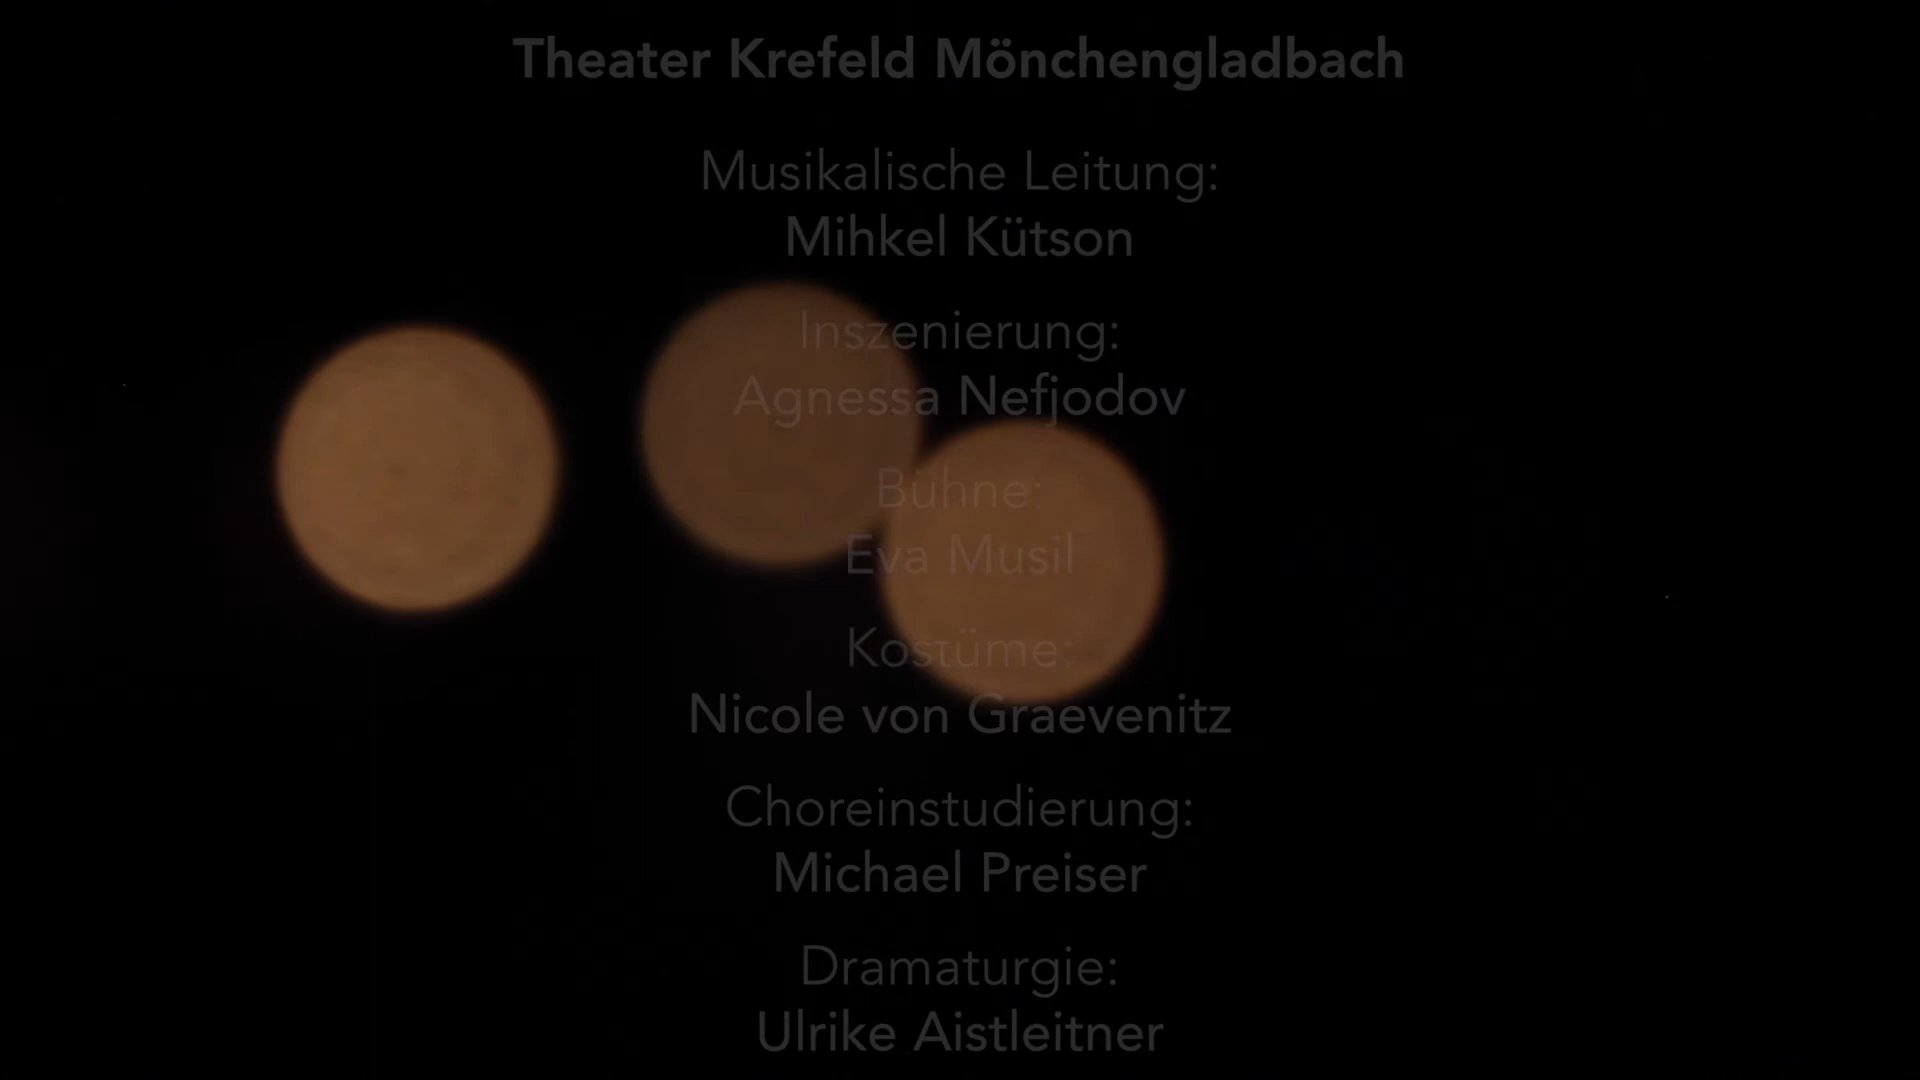 Theater Krefeld Mönchengladbach
Musikalische Leitung:
Mihkel Kütson
Inszenierung:
Agnessa Nefjodov
Bühne:
Eva Musil
Kostüme:
Nicole von Graevenitz
Choreinstudierung:
Michael Preiser
Dramaturgie:
Ulrike Aistleitner